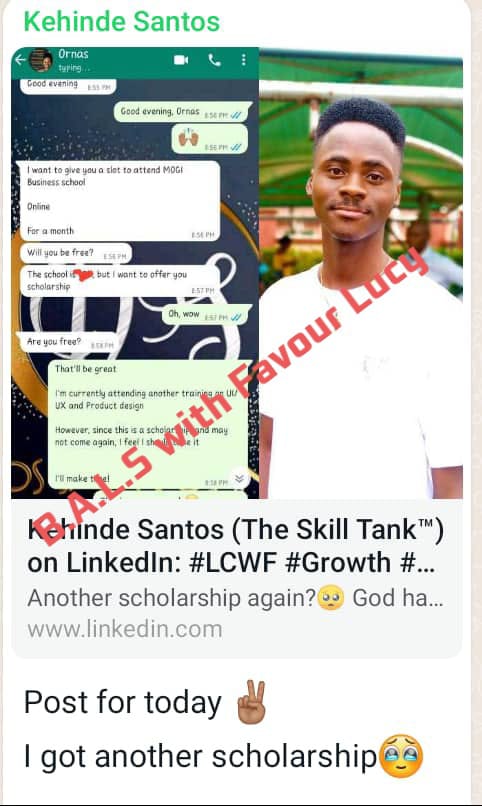 Kehinde Santos
Ornas
typing...
Good evening
8:55 PM
Good evening, Ornas
8:56 PM
🙌🏾
8:56 PM
I want to give you a slot to attend MOGI
Business school
Online
For a month
8:56 PM
Will you be free?
8:56 PM
The school is , but I want to offer you
scholarship
8:57 PM
Oh, wow
8:57 PM
Are you free?
8:58 PM
That'll be great
I'm currently attending another training on UI/
UX and Product design
However, since this is a scholarship and may
not come again, I feel I should take it
I'll make time!
8:58 PM
B.A.L.S with Favour Lucy
Kehinde Santos (The Skill Tank™)
on LinkedIn: #LCWF #Growth #...
Another scholarship again?🥺 God ha...
www.linkedin.com
Post for today ✌🏾
I got another scholarship🥹